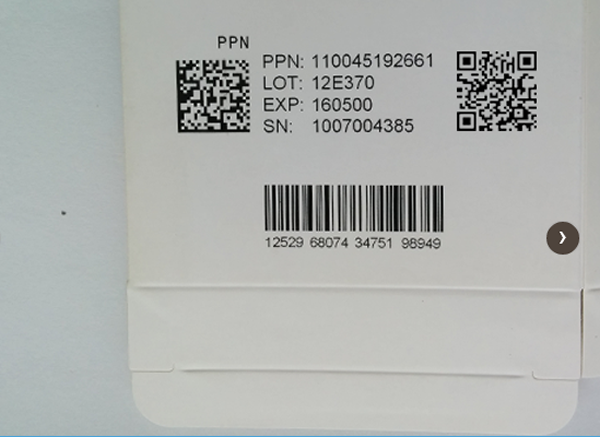 PPN
PPN: 110045192661
LOT: 12E370
EXP: 160500
SN: 1007004385
12529 68074 34751 98949